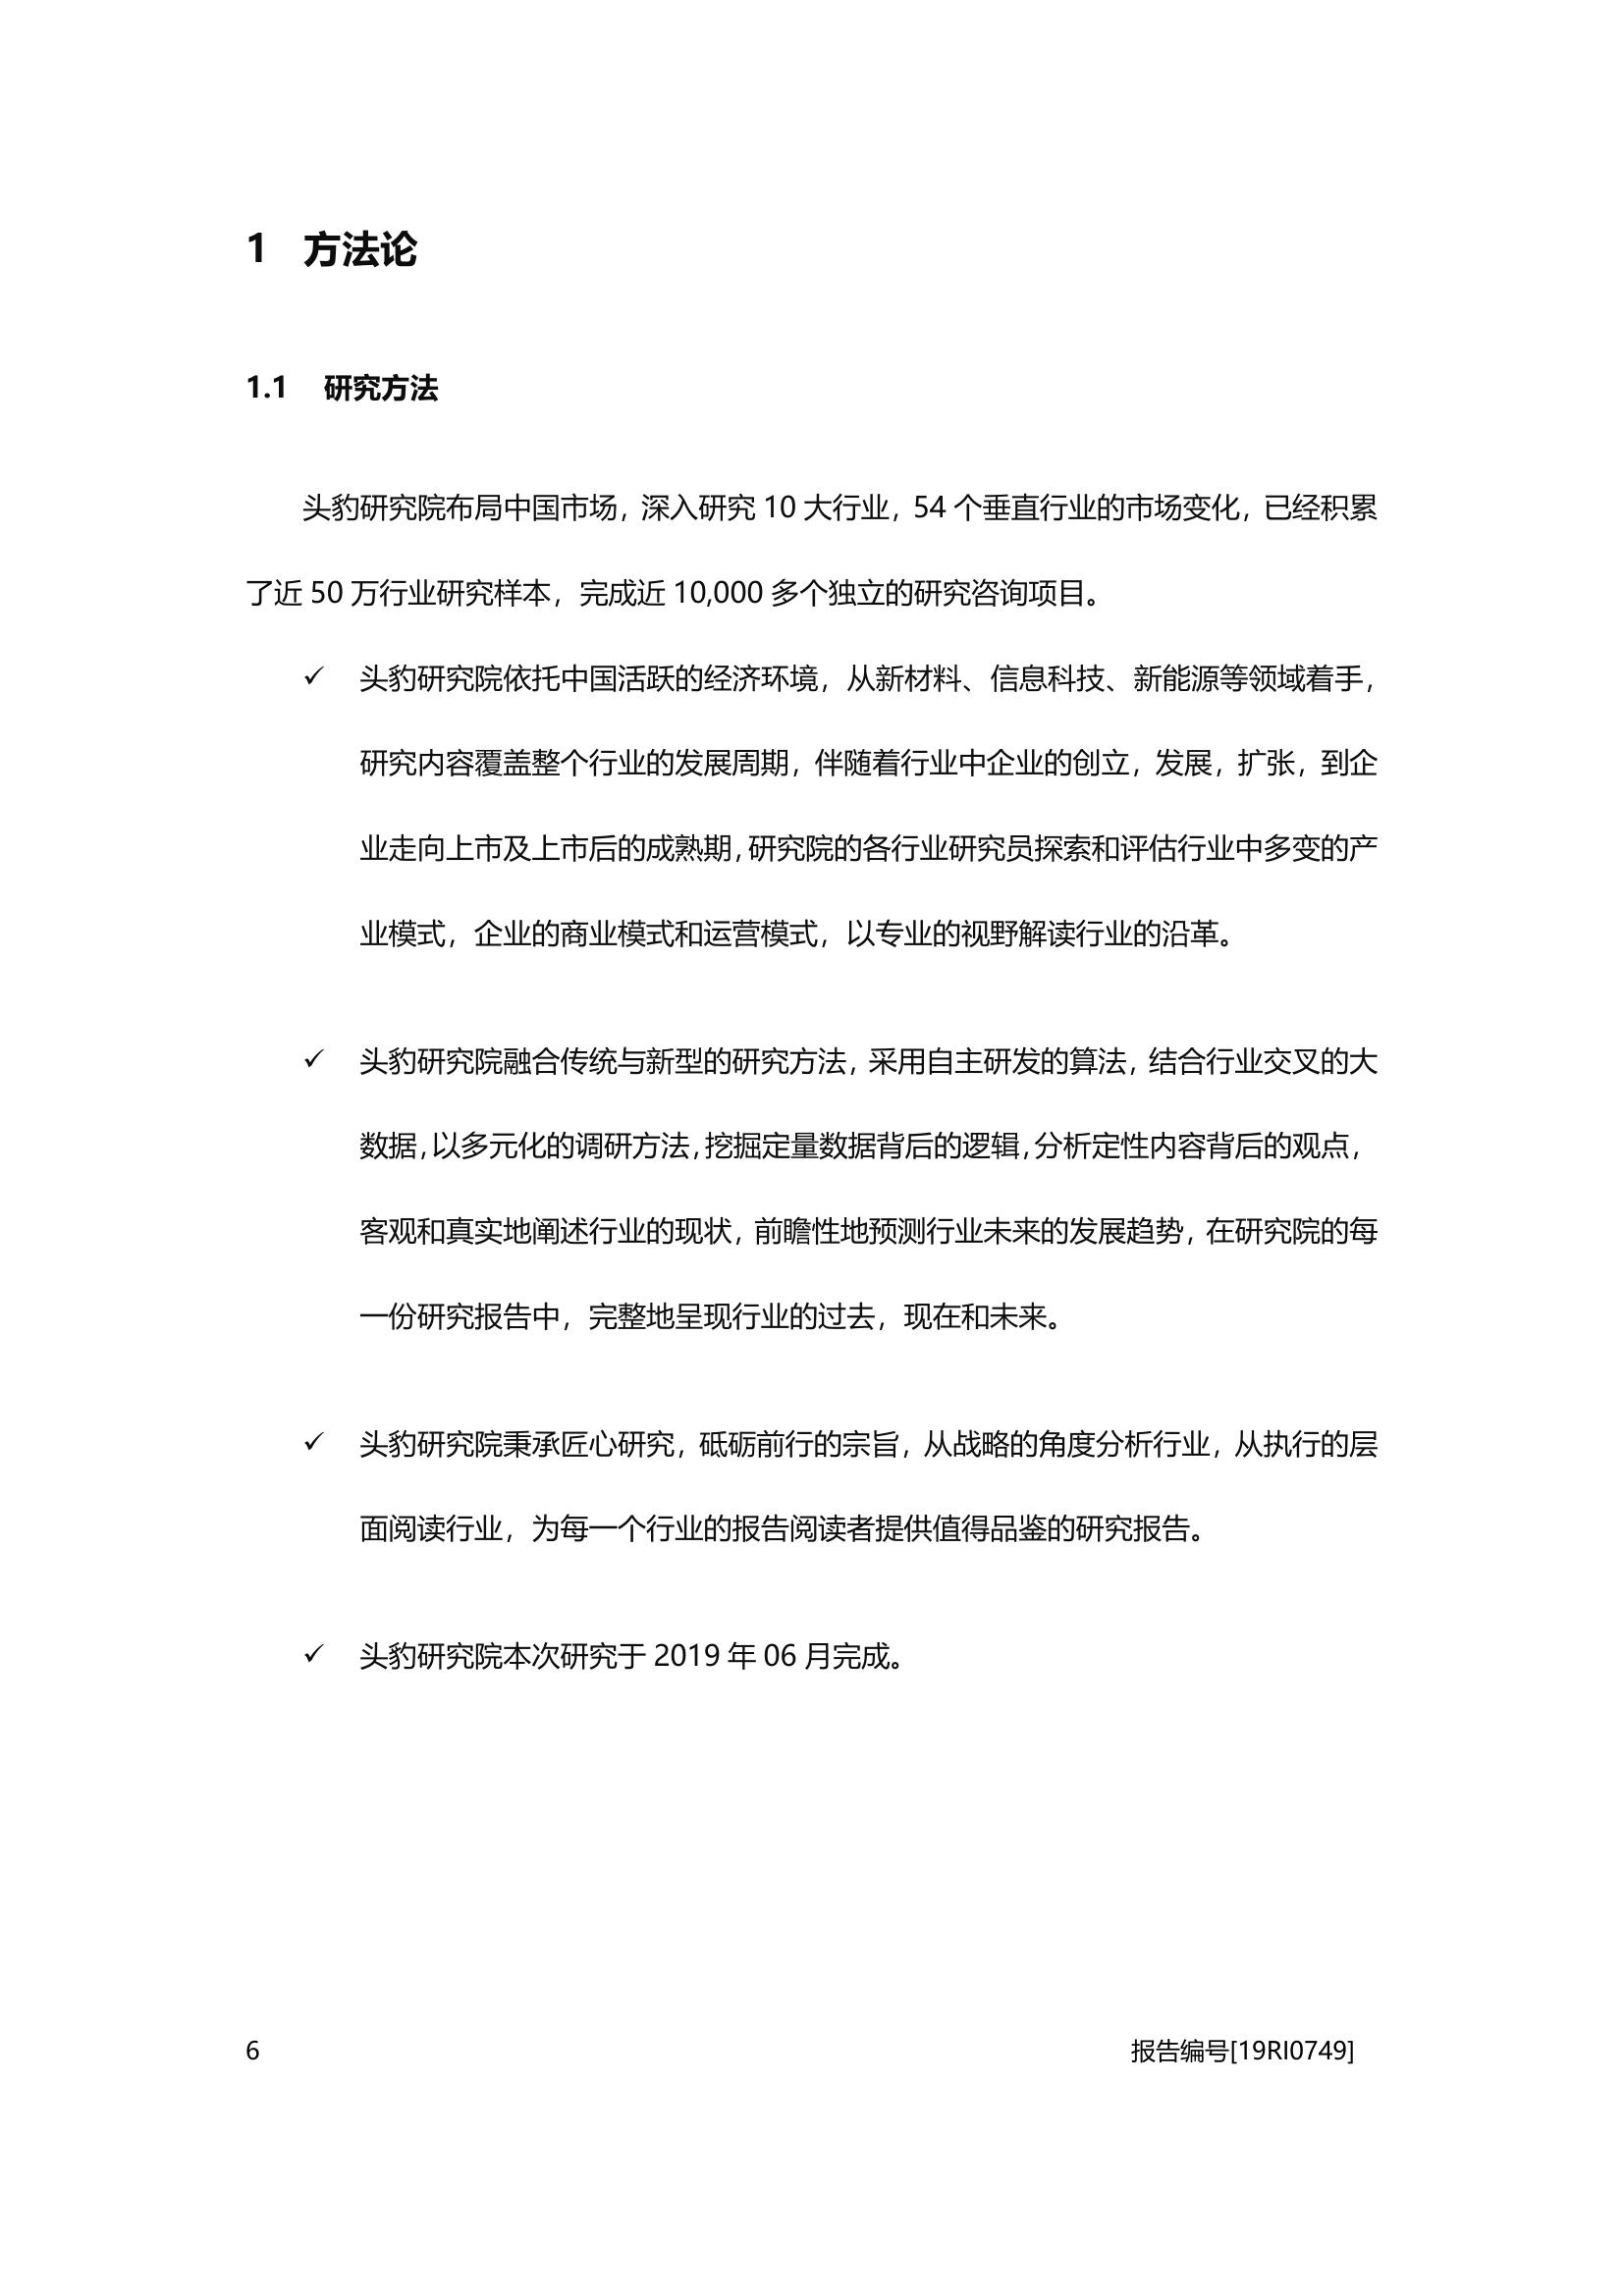 1 方法论
1.1 研究方法
头豹研究院布局中国市场，深入研究 10 大行业，54 个垂直行业的市场变化，已经积累
了近 50 万行业研究样本，完成近 10,000 多个独立的研究咨询项目。
✓ 头豹研究院依托中国活跃的经济环境，从新材料、信息科技、新能源等领域着手，
研究内容覆盖整个行业的发展周期，伴随着行业中企业的创立，发展，扩张，到企
业走向上市及上市后的成熟期，研究院的各行业研究员探索和评估行业中多变的产
业模式，企业的商业模式和运营模式，以专业的视野解读行业的沿革。
✓ 头豹研究院融合传统与新型的研究方法，采用自主研发的算法，结合行业交叉的大
数据，以多元化的调研方法，挖掘定量数据背后的逻辑，分析定性内容背后的观点，
客观和真实地阐述行业的现状，前瞻性地预测行业未来的发展趋势，在研究院的每
一份研究报告中，完整地呈现行业的过去，现在和未来。
✓ 头豹研究院秉承匠心研究，砥砺前行的宗旨，从战略的角度分析行业，从执行的层
面阅读行业，为每一个行业的报告阅读者提供值得品鉴的研究报告。
✓ 头豹研究院本次研究于 2019 年 06 月完成。
6 报告编号[19RI0749]